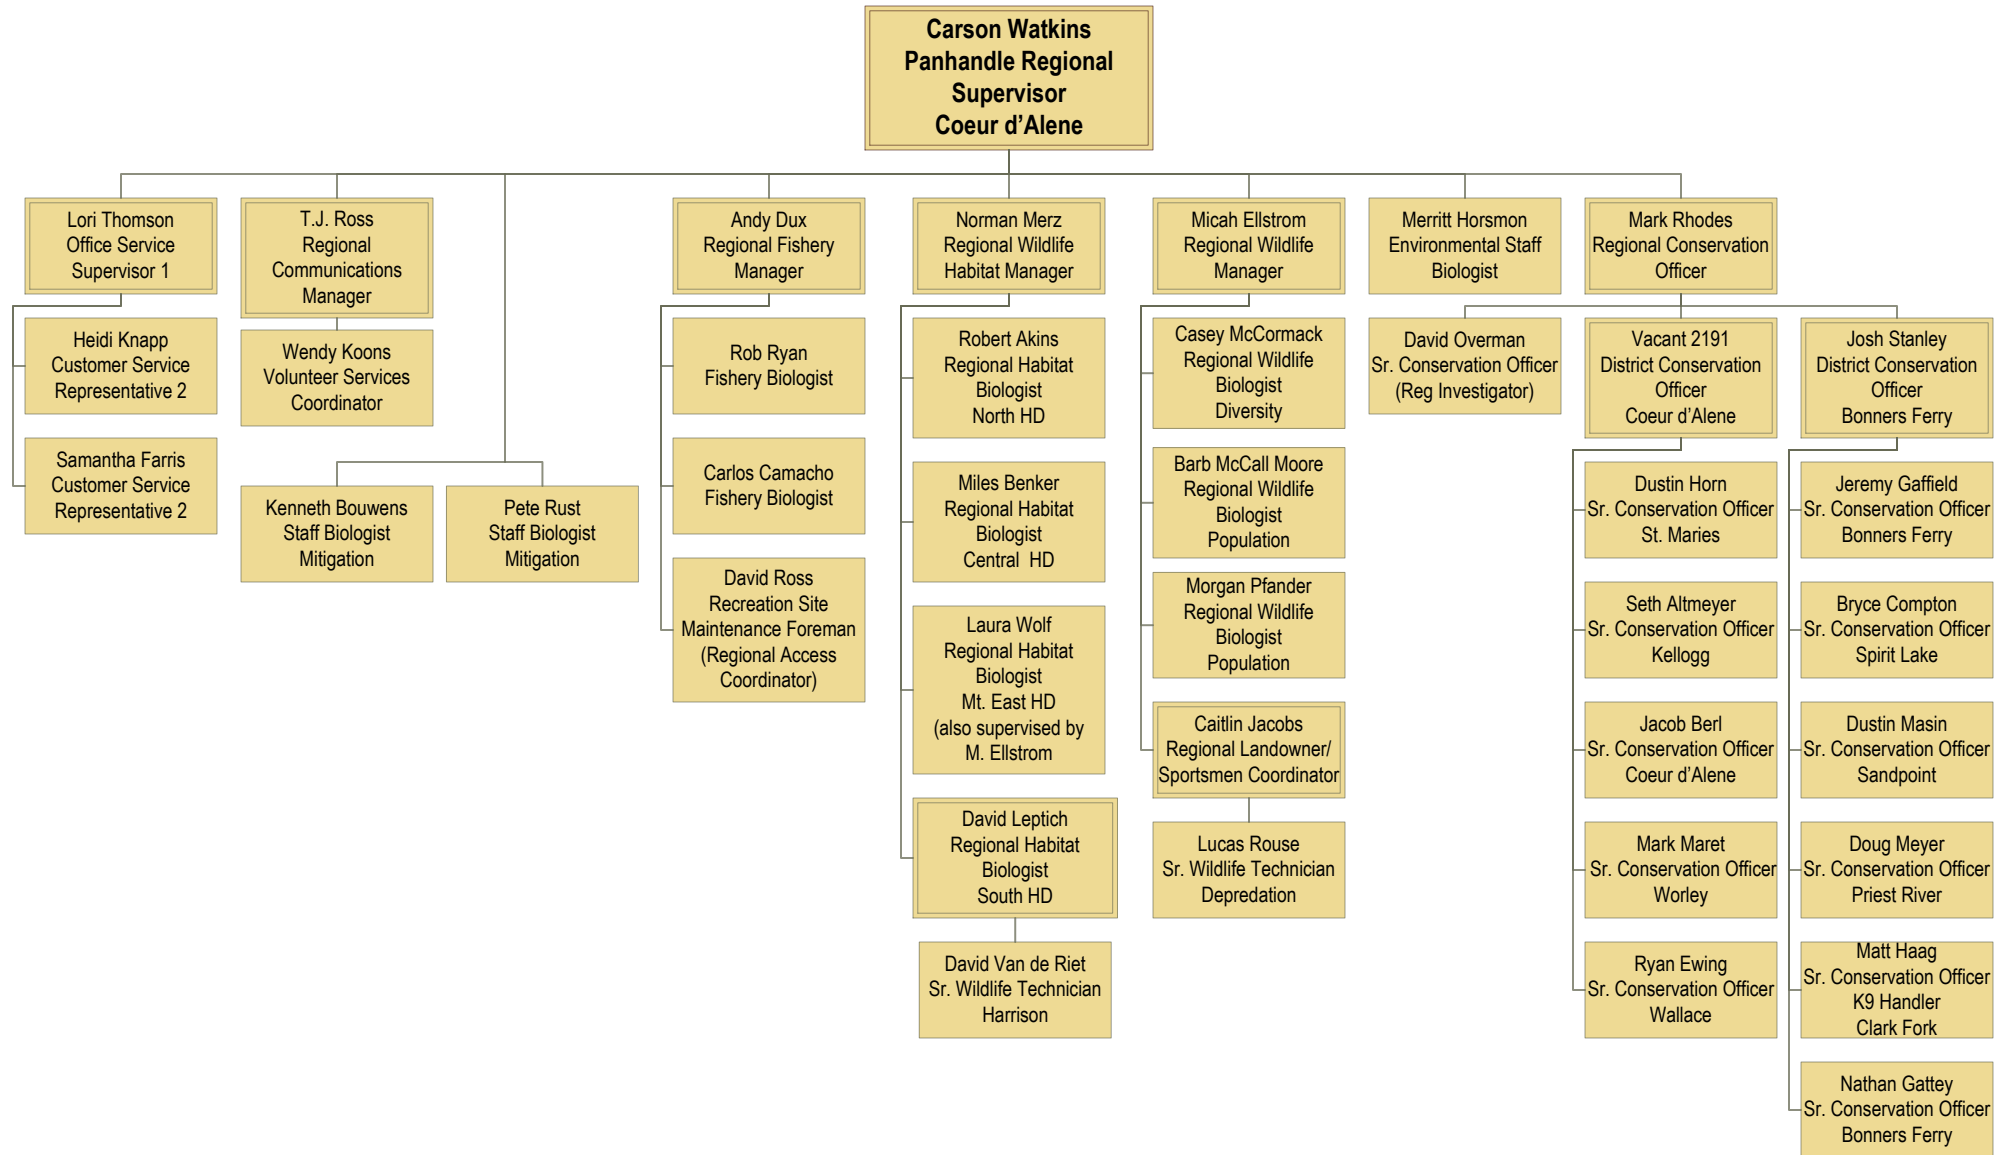 Carson Watkins
Panhandle Regional
Supervisor
Coeur d’Alene
Lori Thomson
Office Service
Supervisor 1
Heidi Knapp
Customer Service
Representative 2
Samantha Farris
Customer Service
Representative 2
T.J. Ross
Regional
Communications
Manager
Wendy Koons
Volunteer Services
Coordinator
Kenneth Bouwens
Staff Biologist
Mitigation
Pete Rust
Staff Biologist
Mitigation
Andy Dux
Regional Fishery
Manager
Rob Ryan
Fishery Biologist
Carlos Camacho
Fishery Biologist
David Ross
Recreation Site
Maintenance Foreman
(Regional Access
Coordinator)
Norman Merz
Regional Wildlife
Habitat Manager
Robert Akins
Regional Habitat
Biologist
North HD
Miles Benker
Regional Habitat
Biologist
Central HD
Laura Wolf
Regional Habitat
Biologist
Mt. East HD
(also supervised by
M. Ellstrom
David Leptich
Regional Habitat
Biologist
South HD
David Van de Riet
Sr. Wildlife Technician
Harrison
Micah Ellstrom
Regional Wildlife
Manager
Casey McCormack
Regional Wildlife
Biologist
Diversity
Barb McCall Moore
Regional Wildlife
Biologist
Population
Morgan Pfander
Regional Wildlife
Biologist
Population
Caitlin Jacobs
Regional Landowner/
Sportsmen Coordinator
Lucas Rouse
Sr. Wildlife Technician
Depredation
Merritt Horsmon
Environmental Staff
Biologist
Mark Rhodes
Regional Conservation
Officer
David Overman
Sr. Conservation Officer
(Reg Investigator)
Vacant 2191
District Conservation
Officer
Coeur d’Alene
Dustin Horn
Sr. Conservation Officer
St. Maries
Seth Altmeyer
Sr. Conservation Officer
Kellogg
Jacob Berl
Sr. Conservation Officer
Coeur d’Alene
Mark Maret
Sr. Conservation Officer
Worley
Ryan Ewing
Sr. Conservation Officer
Wallace
Josh Stanley
District Conservation
Officer
Bonners Ferry
Jeremy Gaffield
Sr. Conservation Officer
Bonners Ferry
Bryce Compton
Sr. Conservation Officer
Spirit Lake
Dustin Masin
Sr. Conservation Officer
Sandpoint
Doug Meyer
Sr. Conservation Officer
Priest River
Matt Haag
Sr. Conservation Officer
K9 Handler
Clark Fork
Nathan Gattey
Sr. Conservation Officer
Bonners Ferry